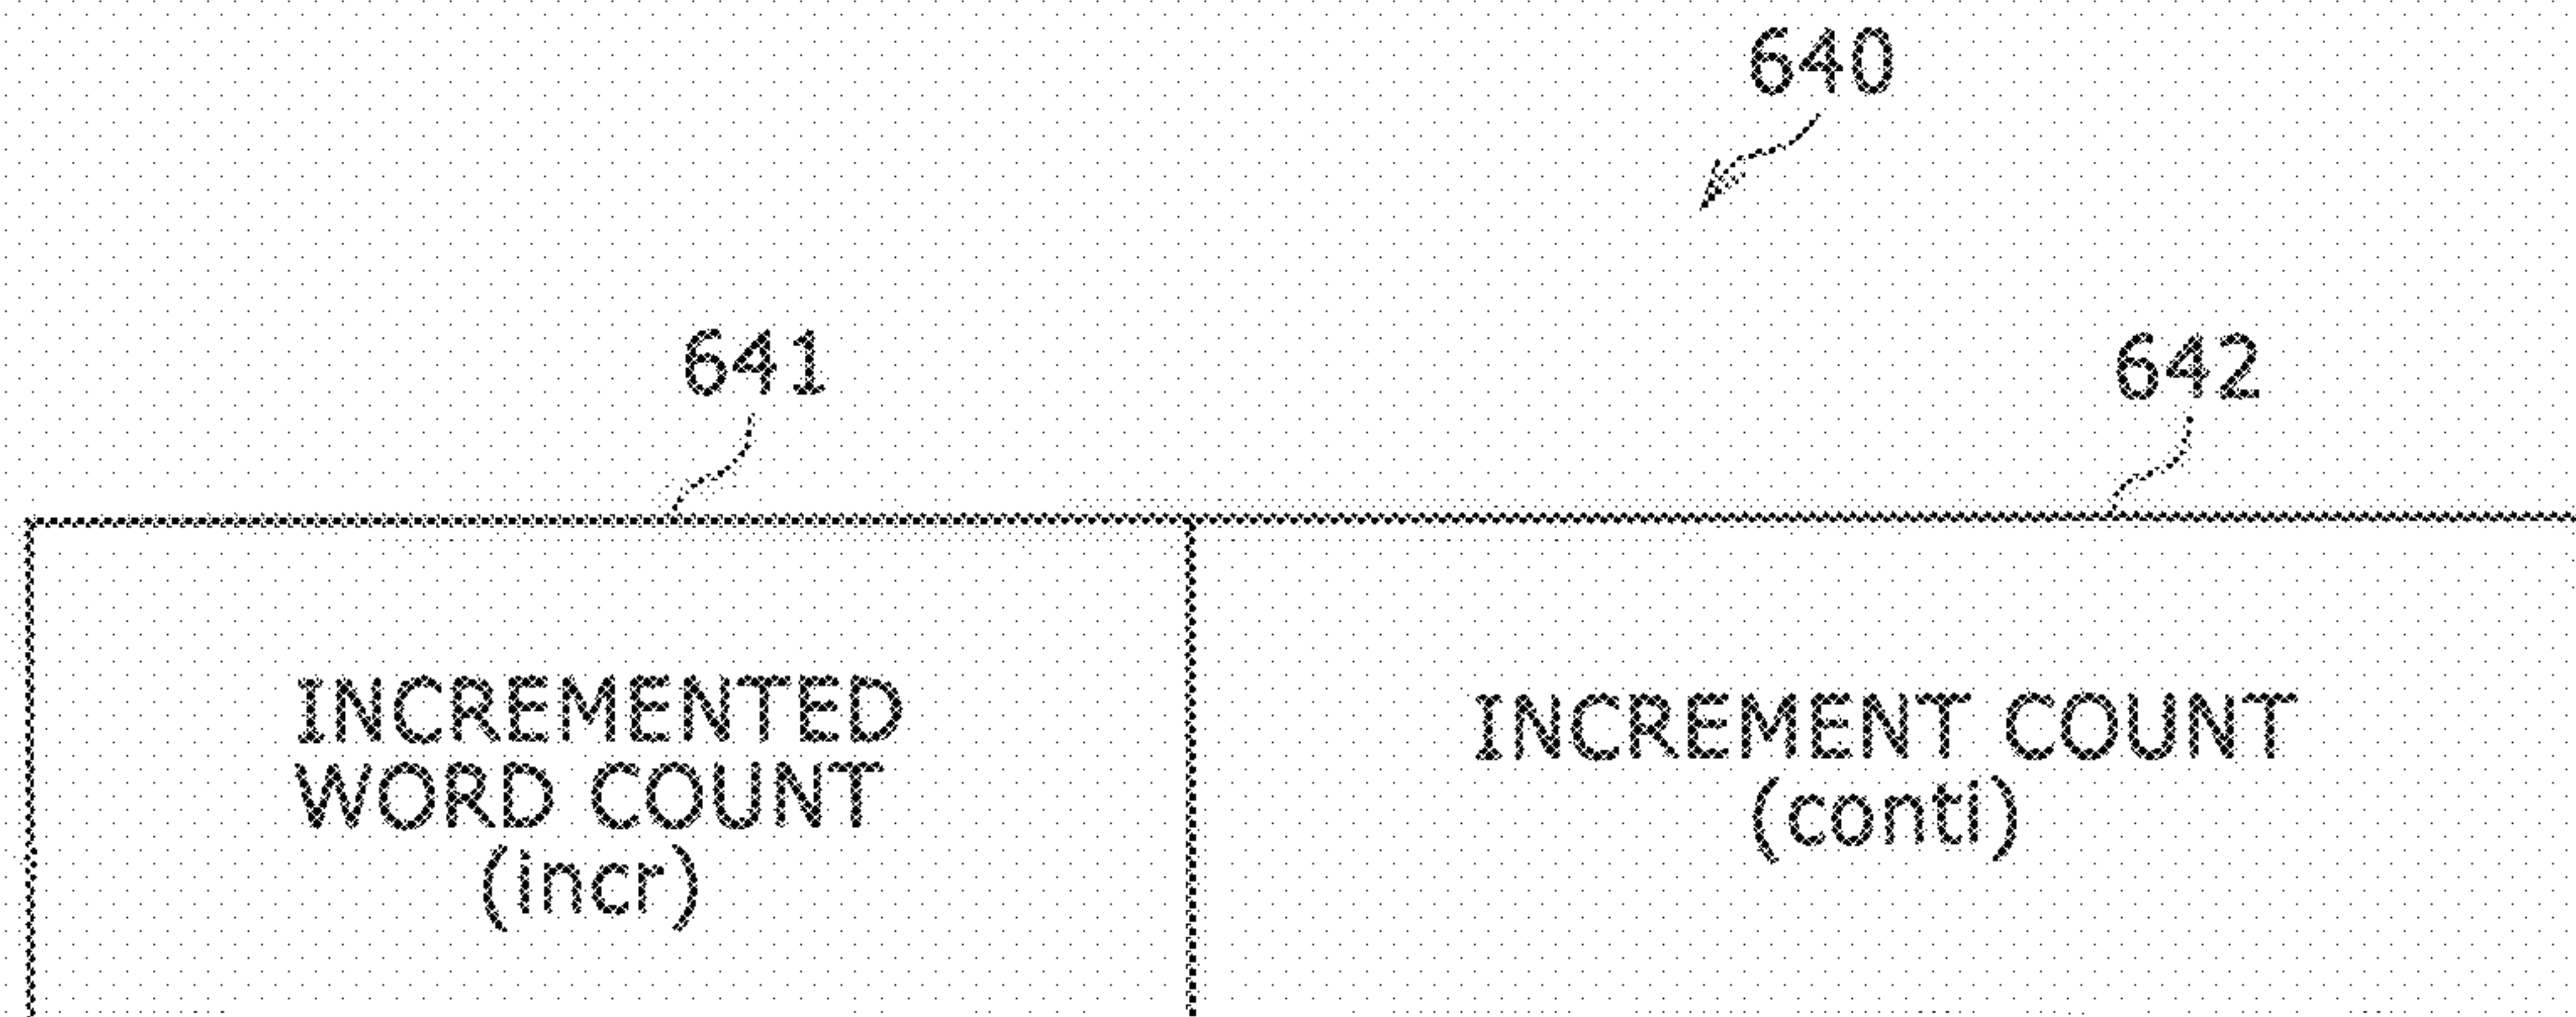 640
641
642
INCREMENTED
WORD COUNT
(incr)
INCREMENT COUNT
(conti)